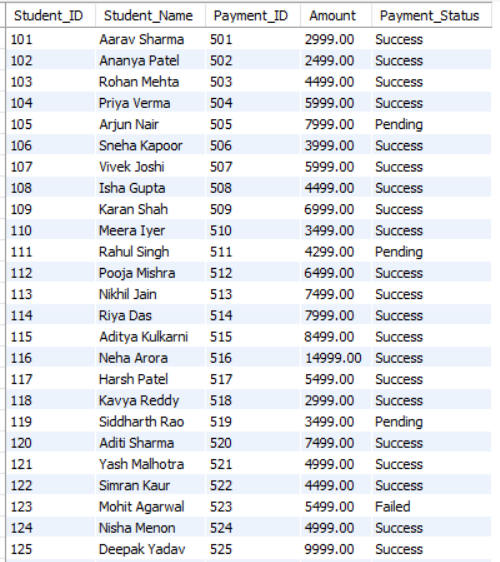 Student_ID Student_Name Payment_ID Amount Payment_Status
101 Aarav Sharma 501 2999.00 Success
102 Ananya Patel 502 2499.00 Success
103 Rohan Mehta 503 4499.00 Success
104 Priya Verma 504 5999.00 Success
105 Arjun Nair 505 7999.00 Pending
106 Sneha Kapoor 506 3999.00 Success
107 Vivek Joshi 507 5999.00 Success
108 Isha Gupta 508 4499.00 Success
109 Karan Shah 509 6999.00 Success
110 Meera Iyer 510 3499.00 Success
111 Rahul Singh 511 4299.00 Pending
112 Pooja Mishra 512 6499.00 Success
113 Nikhil Jain 513 7499.00 Success
114 Riya Das 514 7999.00 Success
115 Aditya Kulkarni 515 8499.00 Success
116 Neha Arora 516 14999.00 Success
117 Harsh Patel 517 5499.00 Success
118 Kavya Reddy 518 2999.00 Success
119 Siddharth Rao 519 3499.00 Pending
120 Aditi Sharma 520 7499.00 Success
121 Yash Malhotra 521 4999.00 Success
122 Simran Kaur 522 4499.00 Success
123 Mohit Agarwal 523 5499.00 Failed
124 Nisha Menon 524 4999.00 Success
125 Deepak Yadav 525 9999.00 Success